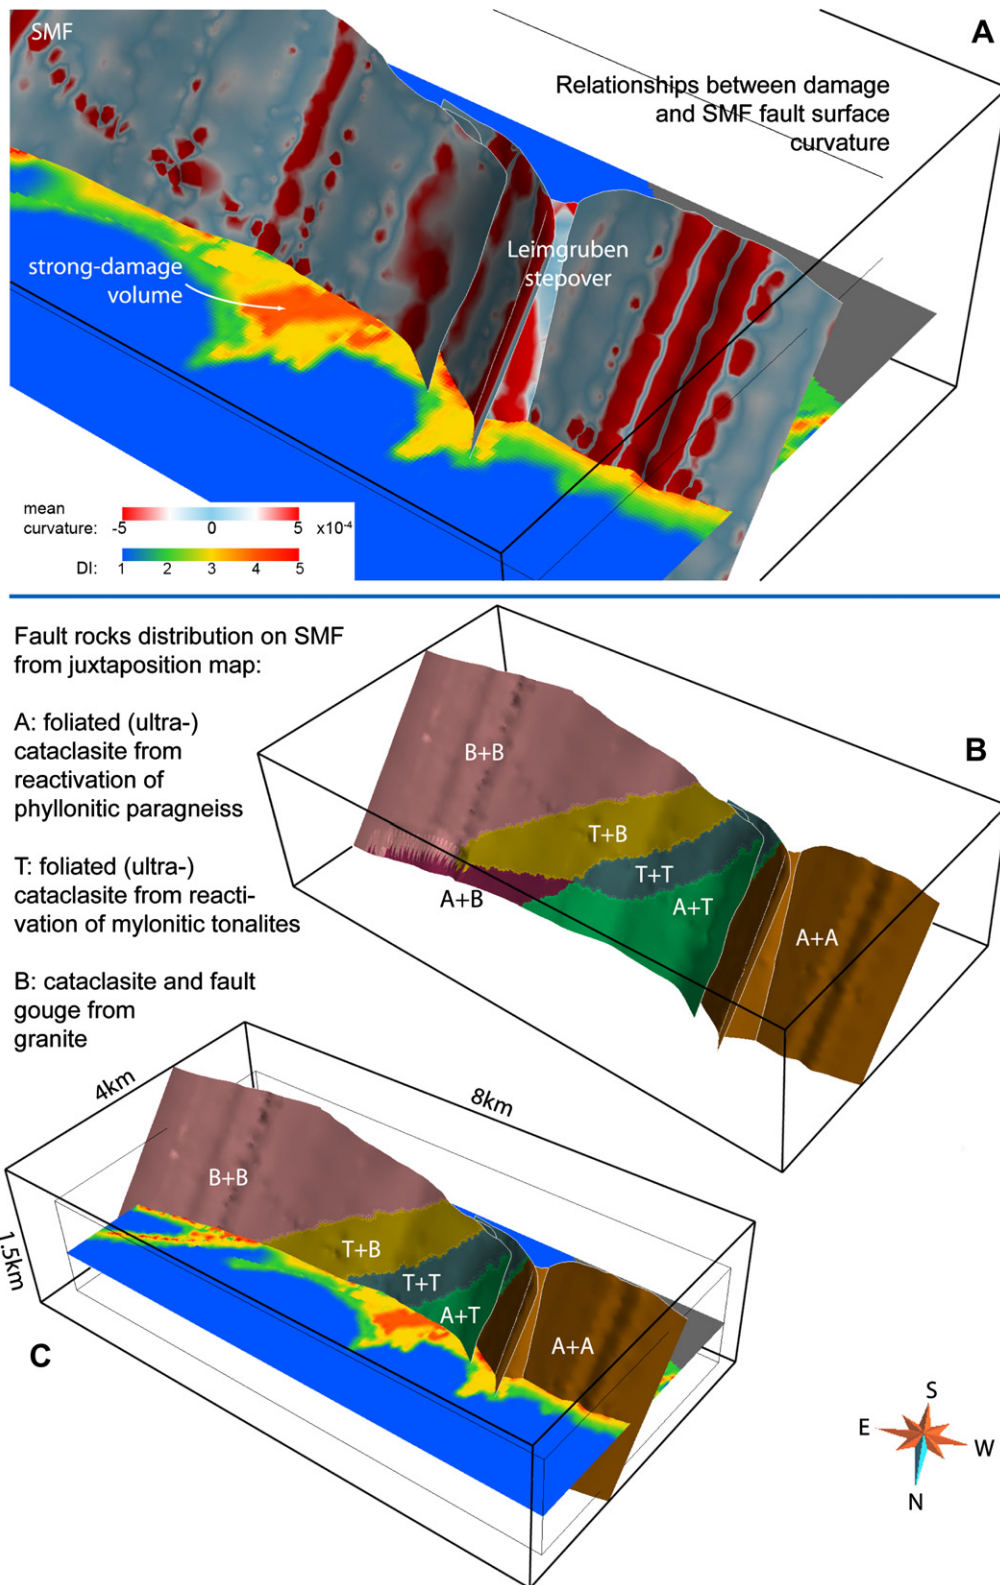 SMF
A
Relationships between damage
and SMF fault surface
curvature
Leimgruben
stepover
strong-damage
volume
mean
curvature:
-5 0 5 x10-4
DI:
1 2 3 4 5
Fault rocks distribution on SMF
from juxtaposition map:
A: foliated (ultra-)
cataclasite from
reactivation of
phyllonitic paragneiss
T: foliated (ultra-)
cataclasite from reacti-
vation of mylonitic tonalites
B: cataclasite and fault
gouge from
granite
B
B+B
T+B
T+T
A+B
A+T
A+A
4km
8km
1.5km
B+B
T+B
T+T
A+T
A+A
C
S
E
W
N